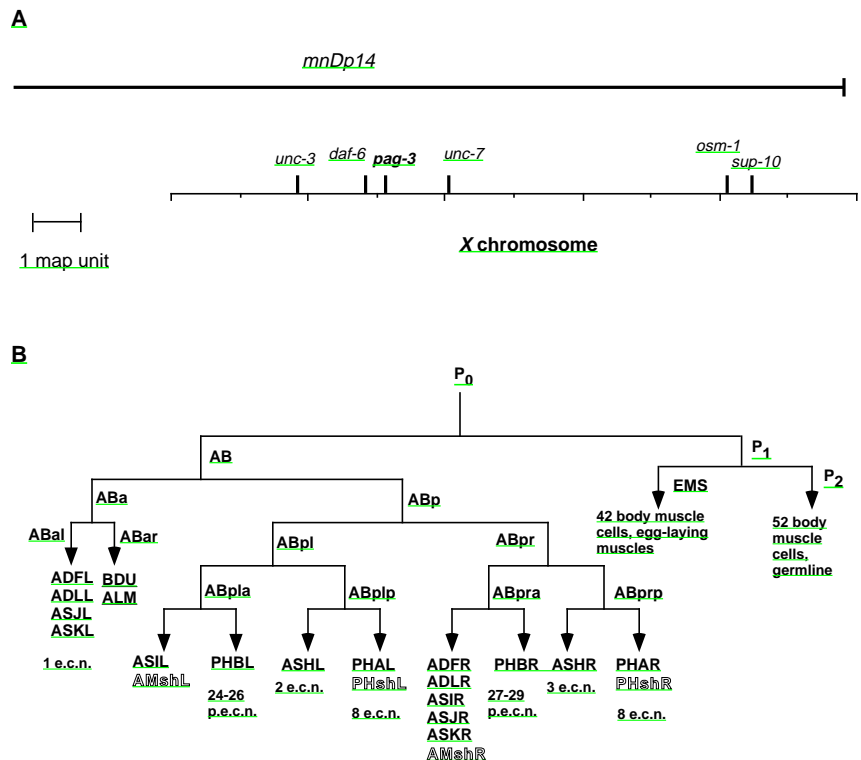 A
mnDp14
unc-3 daf-6 pag-3 unc-7 osm-1 sup-10
1 map unit
X chromosome
B
P0
AB
P1
ABa
ABp
EMS
P2
ABal
ABar
ABpl
ABpr
42 body muscle
cells, egg-laying
muscles
52 body
muscle
cells,
germline
ABpla
ABplp
ABpra
ABprp
ADFL
ADLL
ASJL
ASKL
1 e.c.n.
BDU
ALM
ASIL
AMshL
PHBL
24-26
p.e.c.n.
ASHL
2 e.c.n.
PHAL
PHshL
8 e.c.n.
ADFR
ADLR
ASIR
ASJR
ASKR
AMshR
PHBR
27-29
p.e.c.n.
ASHR
3 e.c.n.
PHAR
PHshR
8 e.c.n.